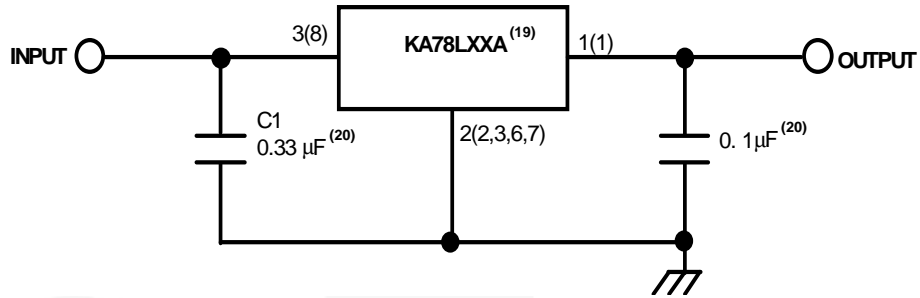 INPUT
3(8)
KA78LXXA(19)
1(1)
OUTPUT
C1
0.33 μF(20)
2(2,3,6,7)
0. 1μF(20)